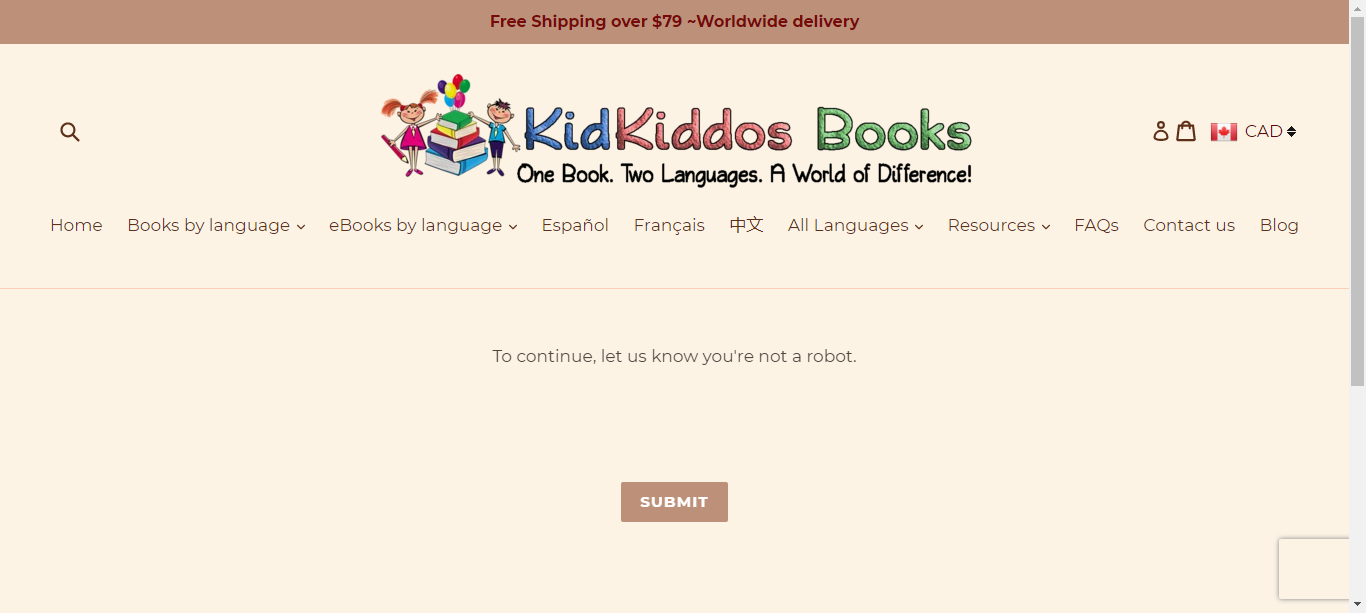 Free Shipping over $79 ~Worldwide delivery
KidKiddos Books
One Book. Two Languages. A World of Difference!
CAD
Home Books by language eBooks by language Español Français 中文 All Languages Resources FAQs Contact us Blog
To continue, let us know you're not a robot.
SUBMIT